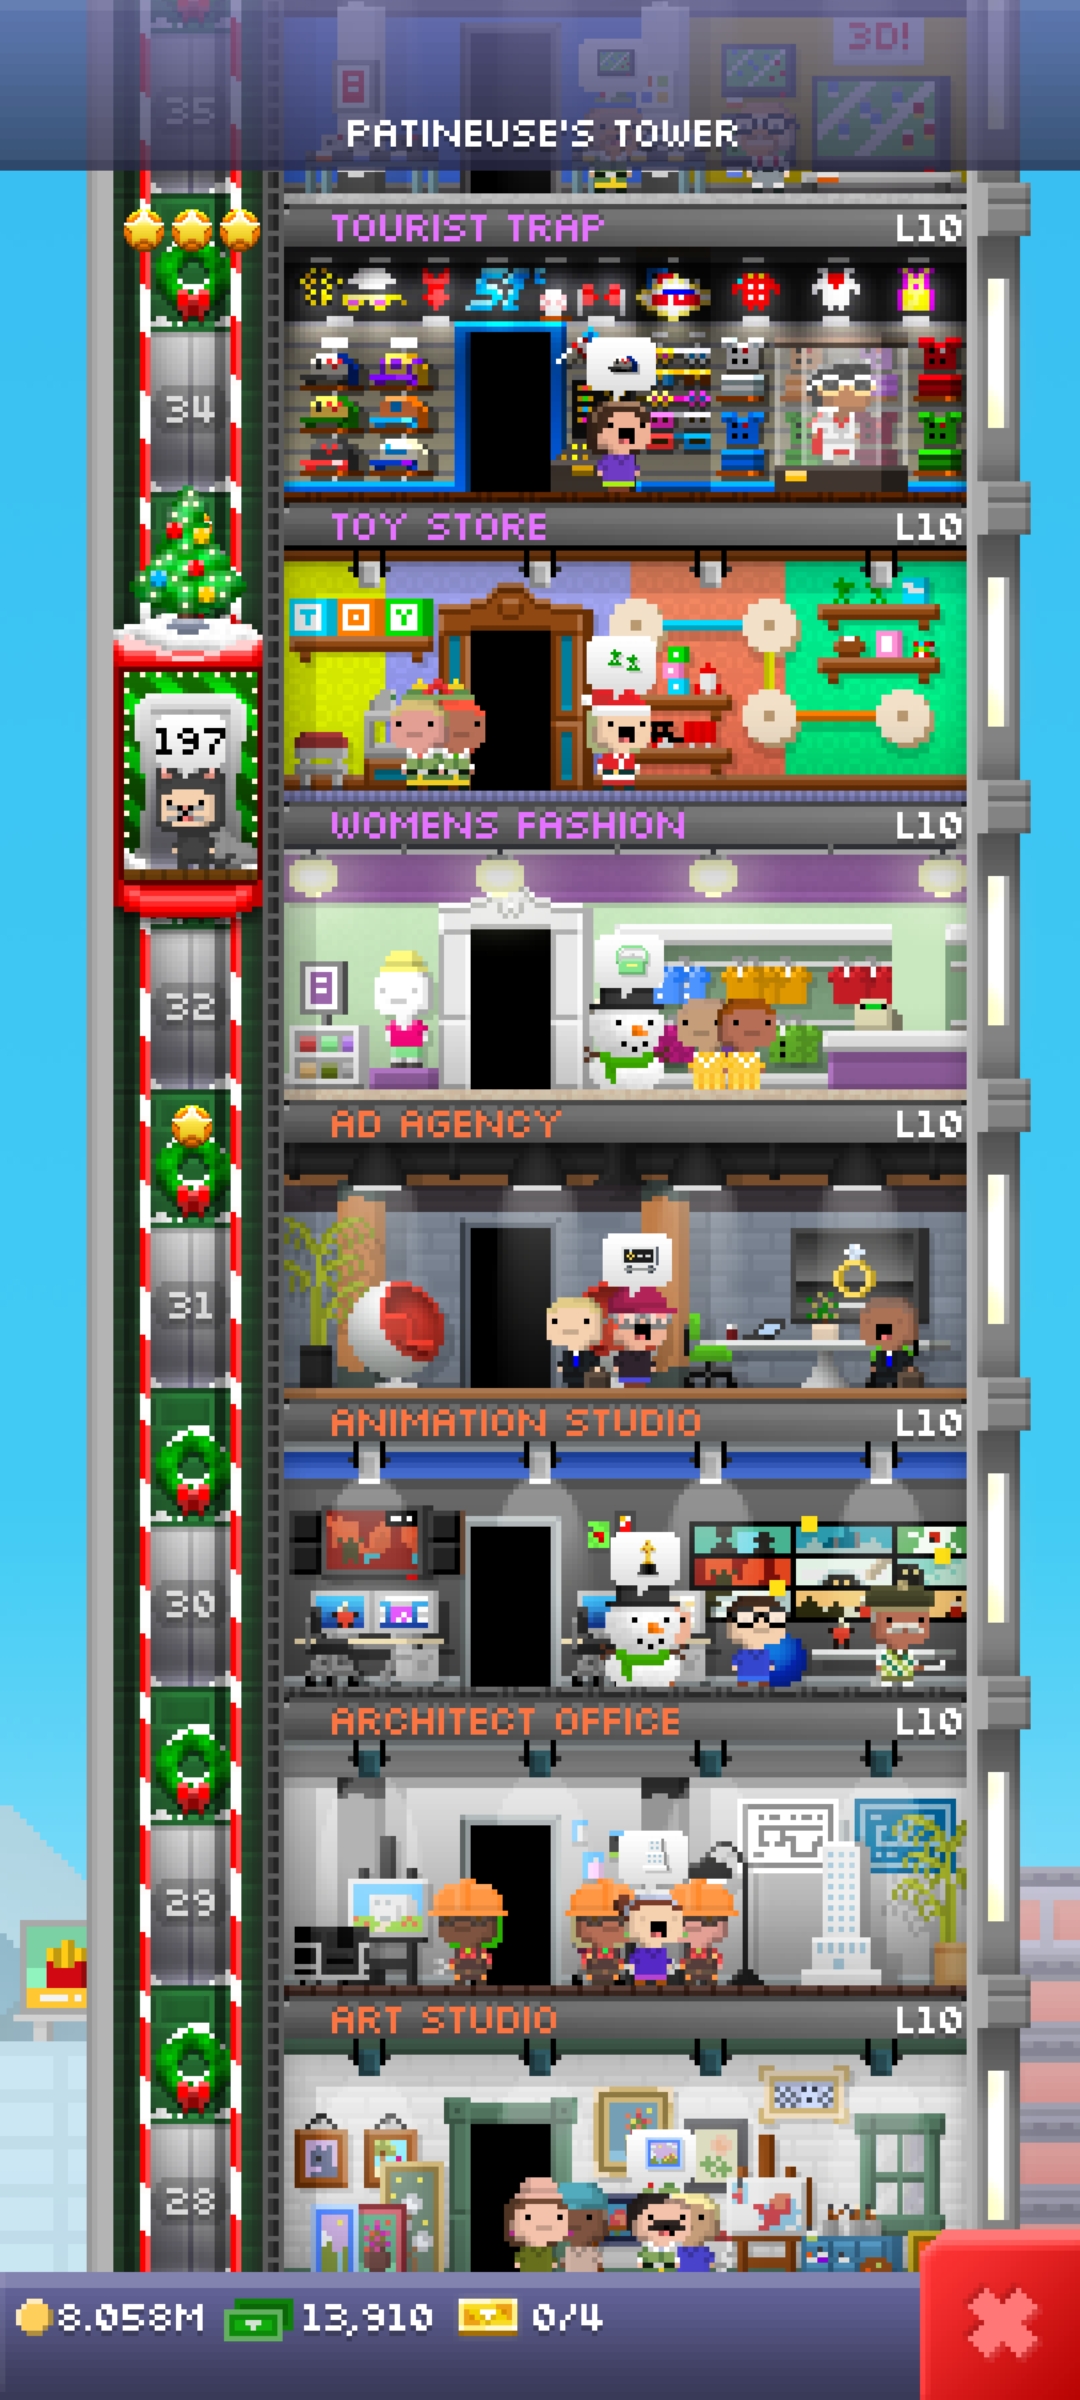 3D!
35
PATINEUSE'S TOWER
TOURIST TRAP L10
34
TOY STORE L10
T O Y
197
WOMENS FASHION L10
32
AD AGENCY L10
31
ANIMATION STUDIO L10
30
ARCHITECT OFFICE L10
29
ART STUDIO L10
28
8.058M 13,910 0/4